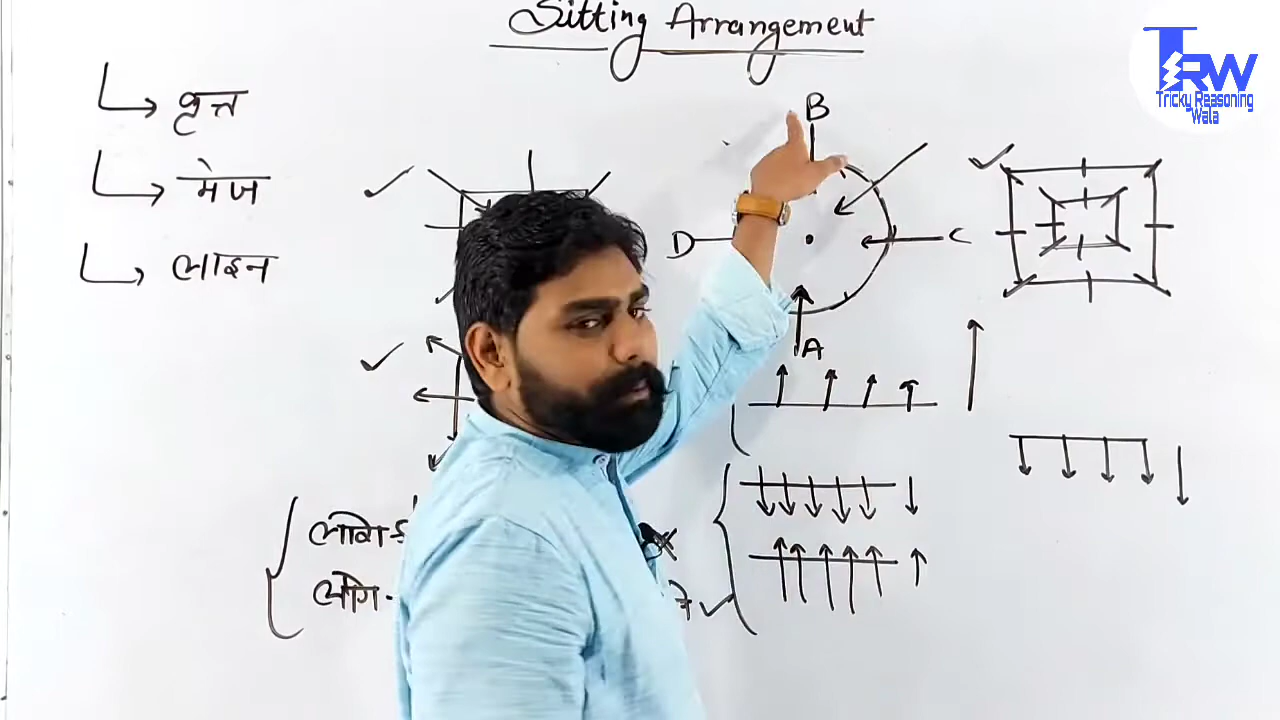 Sitting Arrangement
TRW
Tricky Reasoning
Wala
वृत्त
मेज
लाइन
B
D
C
A